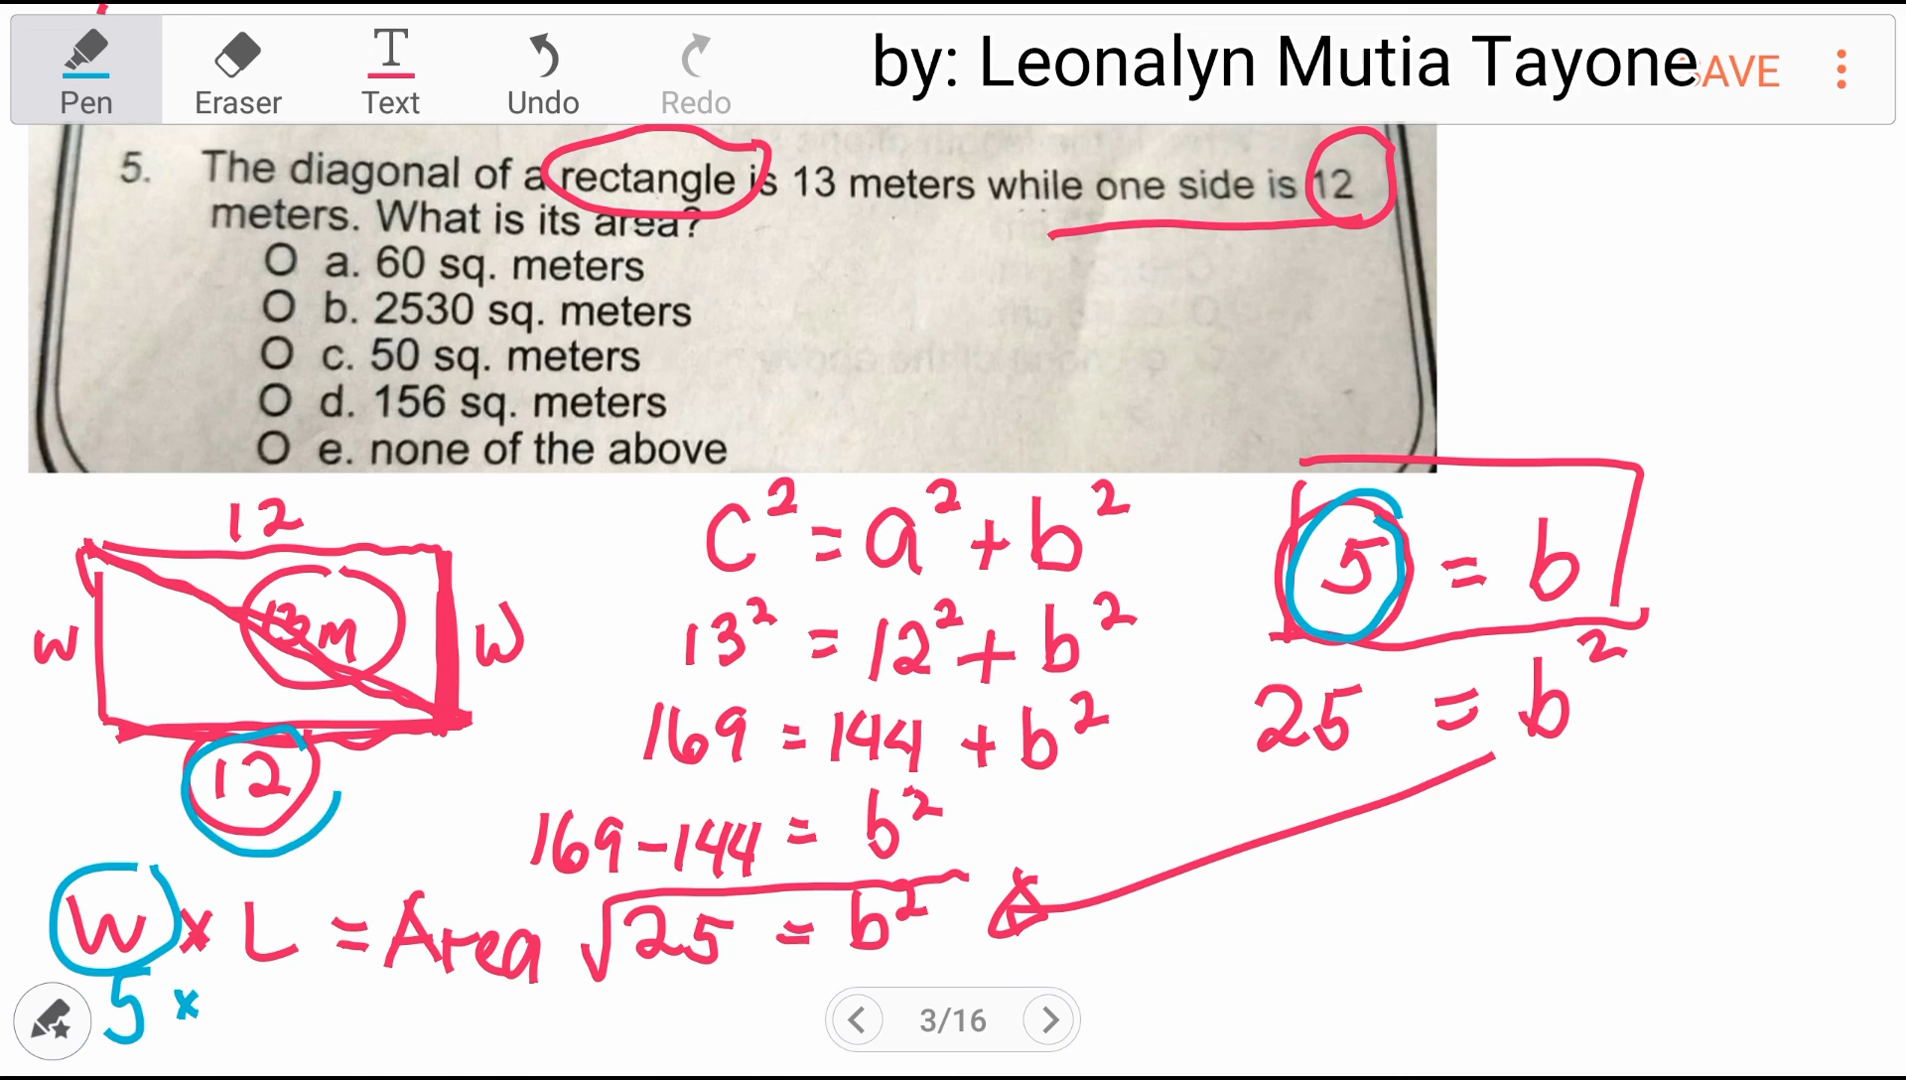 Pen Eraser Text Undo Redo by: Leonalyn Mutia Tayone AVE
5. The diagonal of a rectangle is 13 meters while one side is 12
meters. What is its area?
O a. 60 sq. meters
O b. 2530 sq. meters
O c. 50 sq. meters
O d. 156 sq. meters
O e. none of the above
12
W 13m W
12
c² = a² + b²
13² = 12² + b²
169 = 144 + b²
169-144 = b²
√25 = b²
5 = b
25 = b²
W x L = Area
5 x
3/16